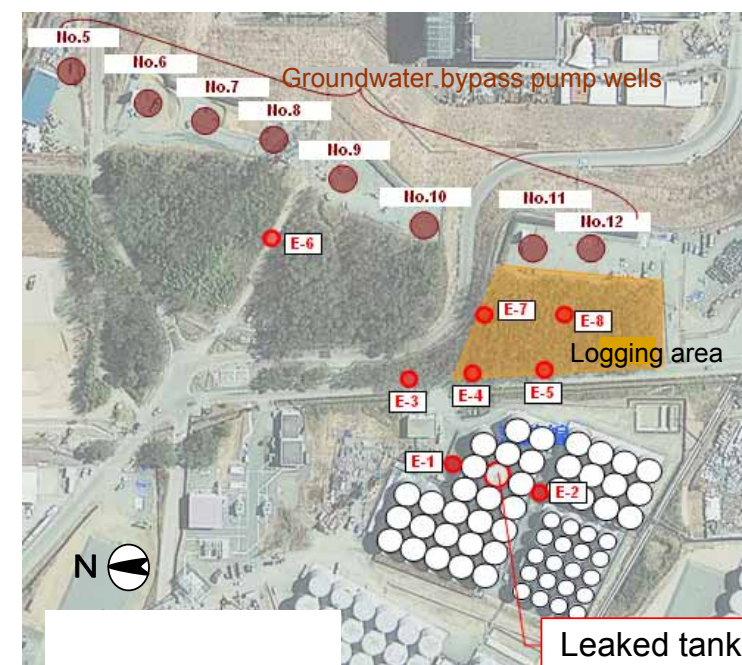 No.5
No.6
No.7
No.8
Groundwater bypass pump wells
No.9
No.10
No.11
No.12
E-6
E-7
E-8
Logging area
E-3
E-4
E-5
E-1
E-2
N
Leaked tank